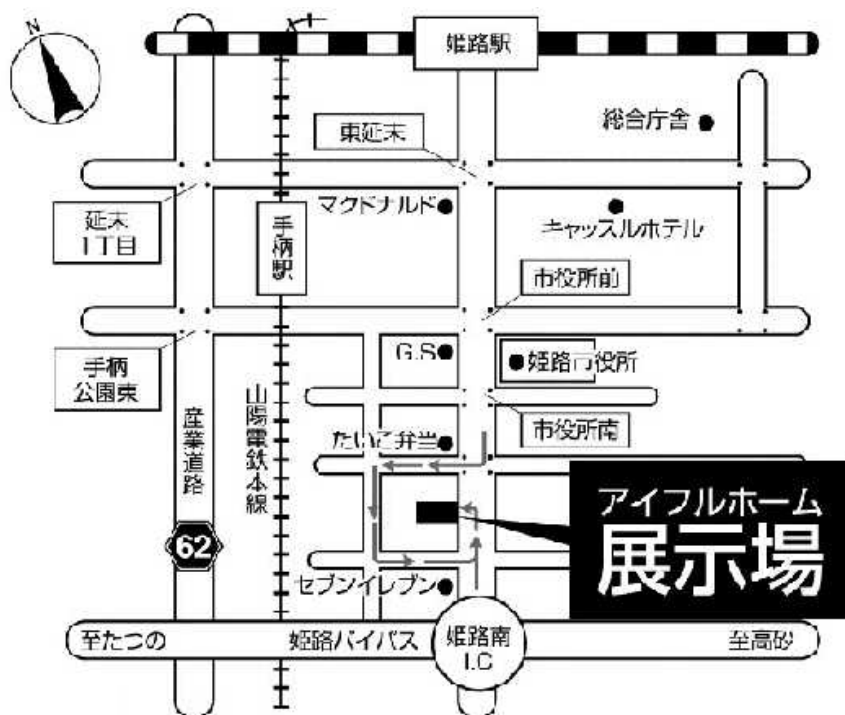 N
姫路駅
総合庁舎
東延末
マクドナルド
キャッスルホテル
延末
1丁目
手柄駅
市役所前
G.S
姫路市役所
手柄
公園東
産業道路
山陽電鉄本線
市役所南
たいこ弁当
アイフルホーム
展示場
62
セブンイレブン
至たつの
姫路バイパス
姫路南
I.C
至高砂